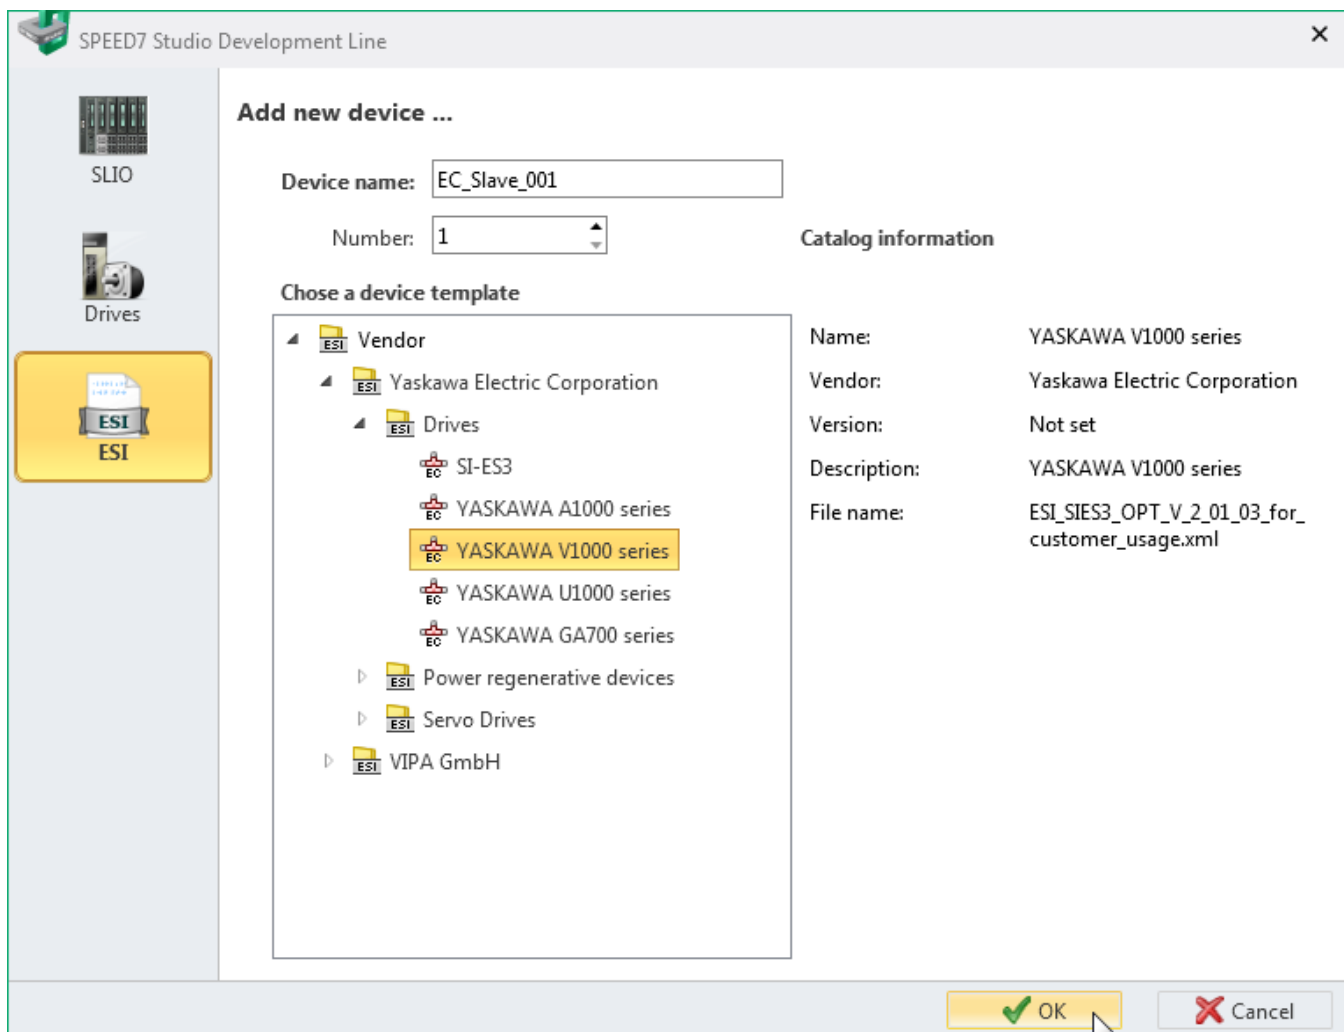 SPEED7 Studio Development Line
SLIO
Drives
ESI
ESI
Add new device ...
Device name: EC_Slave_001
Number: 1
Catalog information
Chose a device template
ESI Vendor
ESI Yaskawa Electric Corporation
ESI Drives
EC SI-ES3
EC YASKAWA A1000 series
EC YASKAWA V1000 series
EC YASKAWA U1000 series
EC YASKAWA GA700 series
ESI Power regenerative devices
ESI Servo Drives
ESI VIPA GmbH
Name: YASKAWA V1000 series
Vendor: Yaskawa Electric Corporation
Version: Not set
Description: YASKAWA V1000 series
File name: ESI_SIES3_OPT_V_2_01_03_for_
customer_usage.xml
OK
Cancel